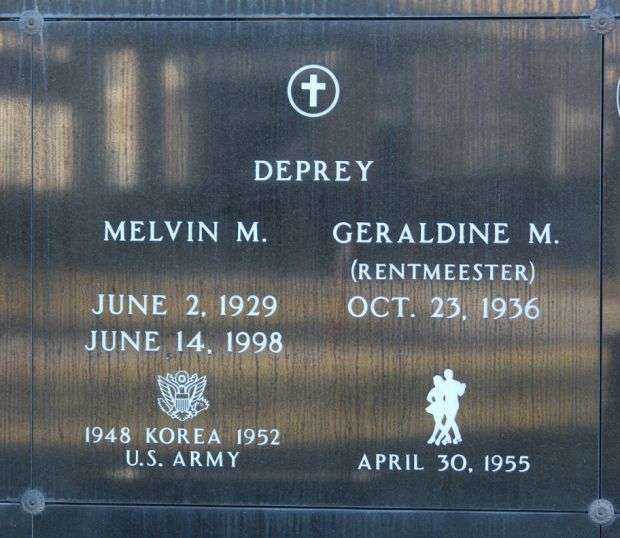 DEPREY
MELVIN M.
JUNE 2, 1929
JUNE 14, 1998
1948 KOREA 1952
U.S. ARMY
GERALDINE M.
(RENTMEESTER)
OCT. 23, 1936
APRIL 30, 1955